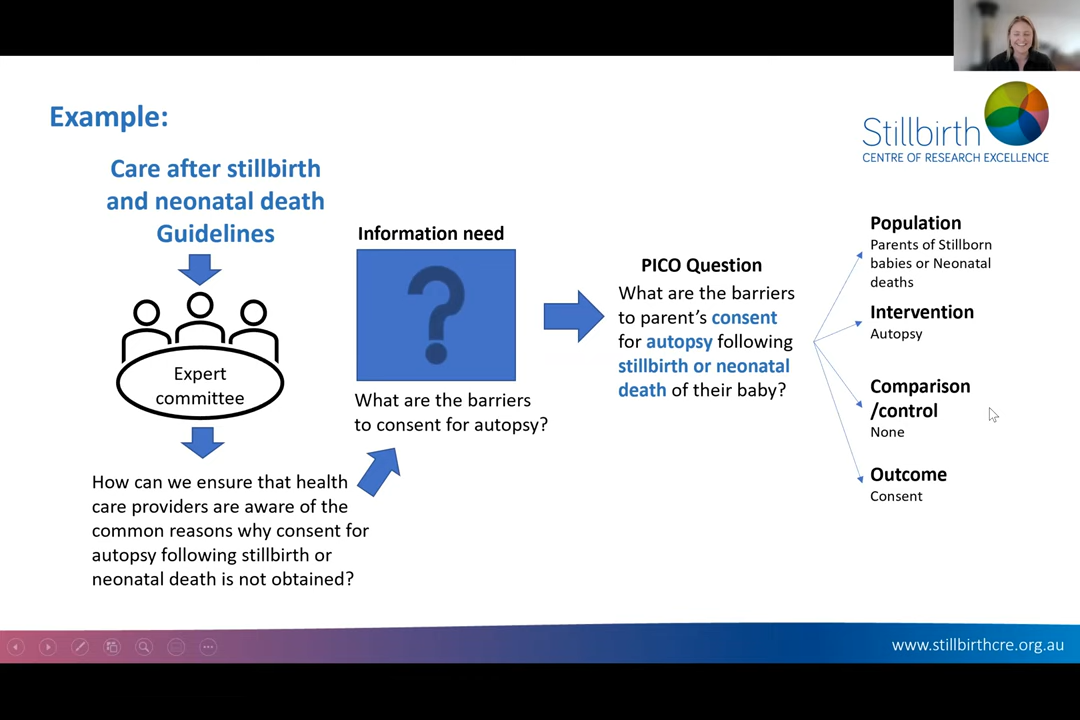 Example:
Care after stillbirth
and neonatal death
Guidelines
Expert
committee
How can we ensure that health
care providers are aware of the
common reasons why consent for
autopsy following stillbirth or
neonatal death is not obtained?
Information need
?
What are the barriers
to consent for autopsy?
PICO Question
What are the barriers
to parent's consent
for autopsy following
stillbirth or neonatal
death of their baby?
Stillbirth
CENTRE OF RESEARCH EXCELLENCE
Population
Parents of Stillborn
babies or Neonatal
deaths
Intervention
Autopsy
Comparison
/control
None
Outcome
Consent
www.stillbirthcre.org.au